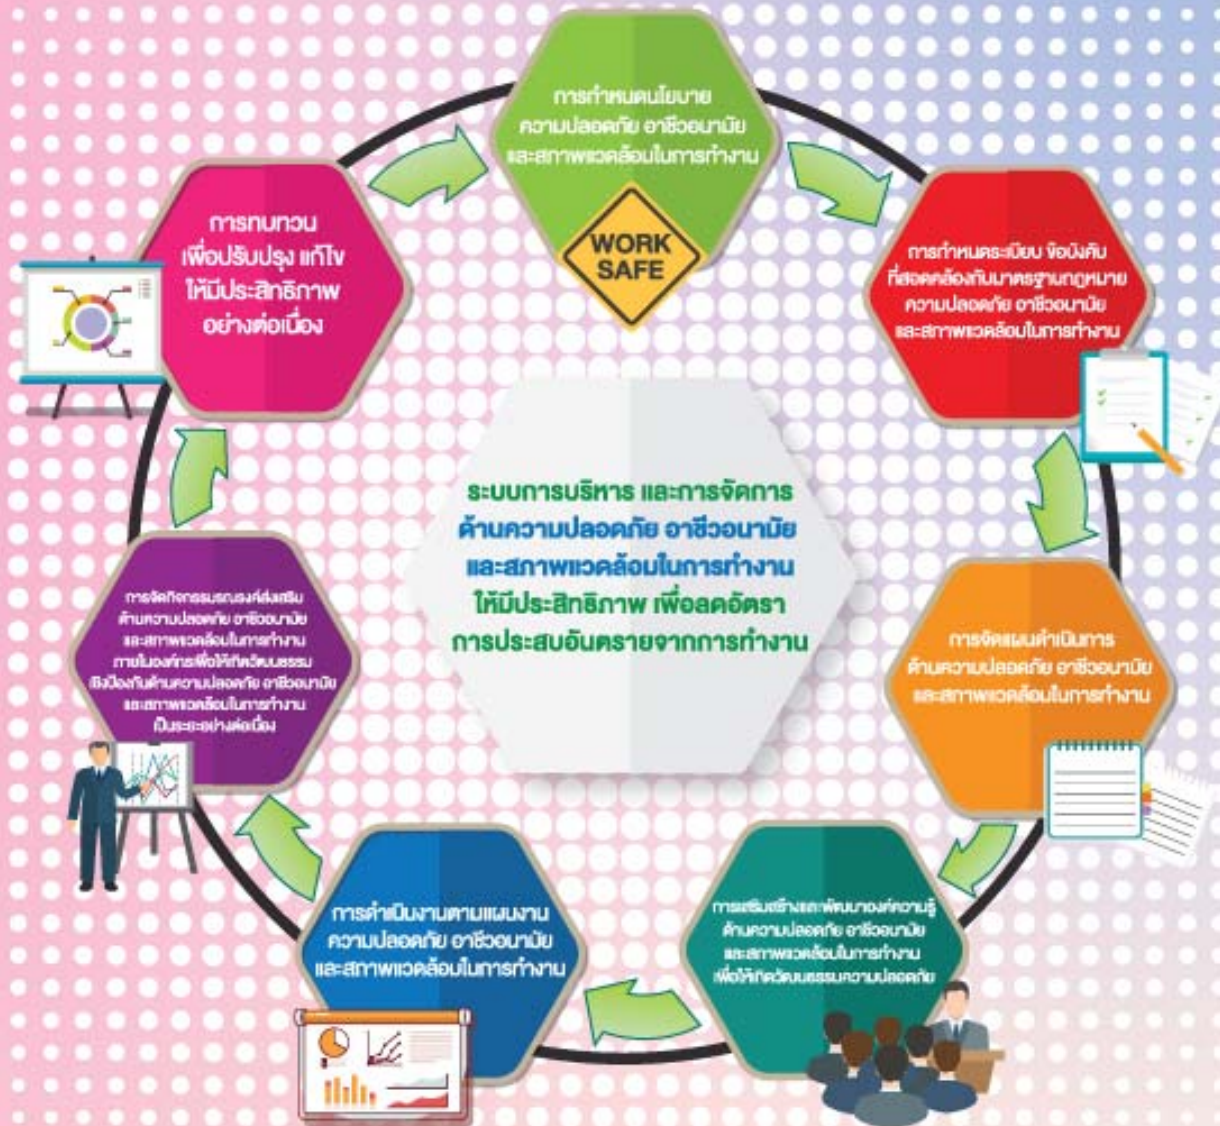 การกำหนดนโยบาย
ความปลอดภัย อาชีวอนามัย
และสภาพแวดล้อมในการทำงาน
WORK
SAFE
การกำหนดระเบียบ ข้อบังคับ
ที่สอดคล้องกับมาตรฐานกฎหมาย
ความปลอดภัย อาชีวอนามัย
และสภาพแวดล้อมในการทำงาน
การจัดแผนดำเนินการ
ด้านความปลอดภัย อาชีวอนามัย
และสภาพแวดล้อมในการทำงาน
การเสริมสร้างและพัฒนาองค์ความรู้
ด้านความปลอดภัย อาชีวอนามัย
และสภาพแวดล้อมในการทำงาน
เพื่อให้เกิดวัฒนธรรมความปลอดภัย
การดำเนินงานตามแผนงาน
ความปลอดภัย อาชีวอนามัย
และสภาพแวดล้อมในการทำงาน
การจัดกิจกรรมรณรงค์ส่งเสริม
ด้านความปลอดภัย อาชีวอนามัย
และสภาพแวดล้อมในการทำงาน
ภายในองค์กรเพื่อให้เกิดวัฒนธรรม
เชิงป้องกันด้านความปลอดภัย อาชีวอนามัย
และสภาพแวดล้อมในการทำงาน
เป็นระยะอย่างต่อเนื่อง
การทบทวน
เพื่อปรับปรุง แก้ไข
ให้มีประสิทธิภาพ
อย่างต่อเนื่อง
ระบบการบริหาร และการจัดการ
ด้านความปลอดภัย อาชีวอนามัย
และสภาพแวดล้อมในการทำงาน
ให้มีประสิทธิภาพ เพื่อลดอัตรา
การประสบอันตรายจากการทำงาน